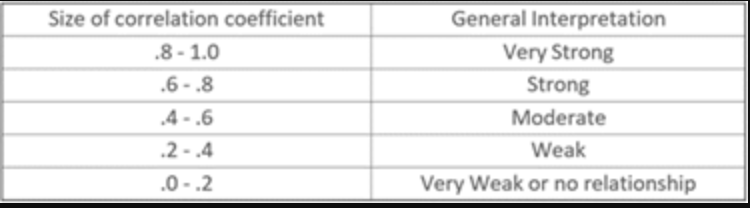 Size of correlation coefficient General Interpretation
.8 - 1.0 Very Strong
.6 - .8 Strong
.4 - .6 Moderate
.2 - .4 Weak
.0 - .2 Very Weak or no relationship